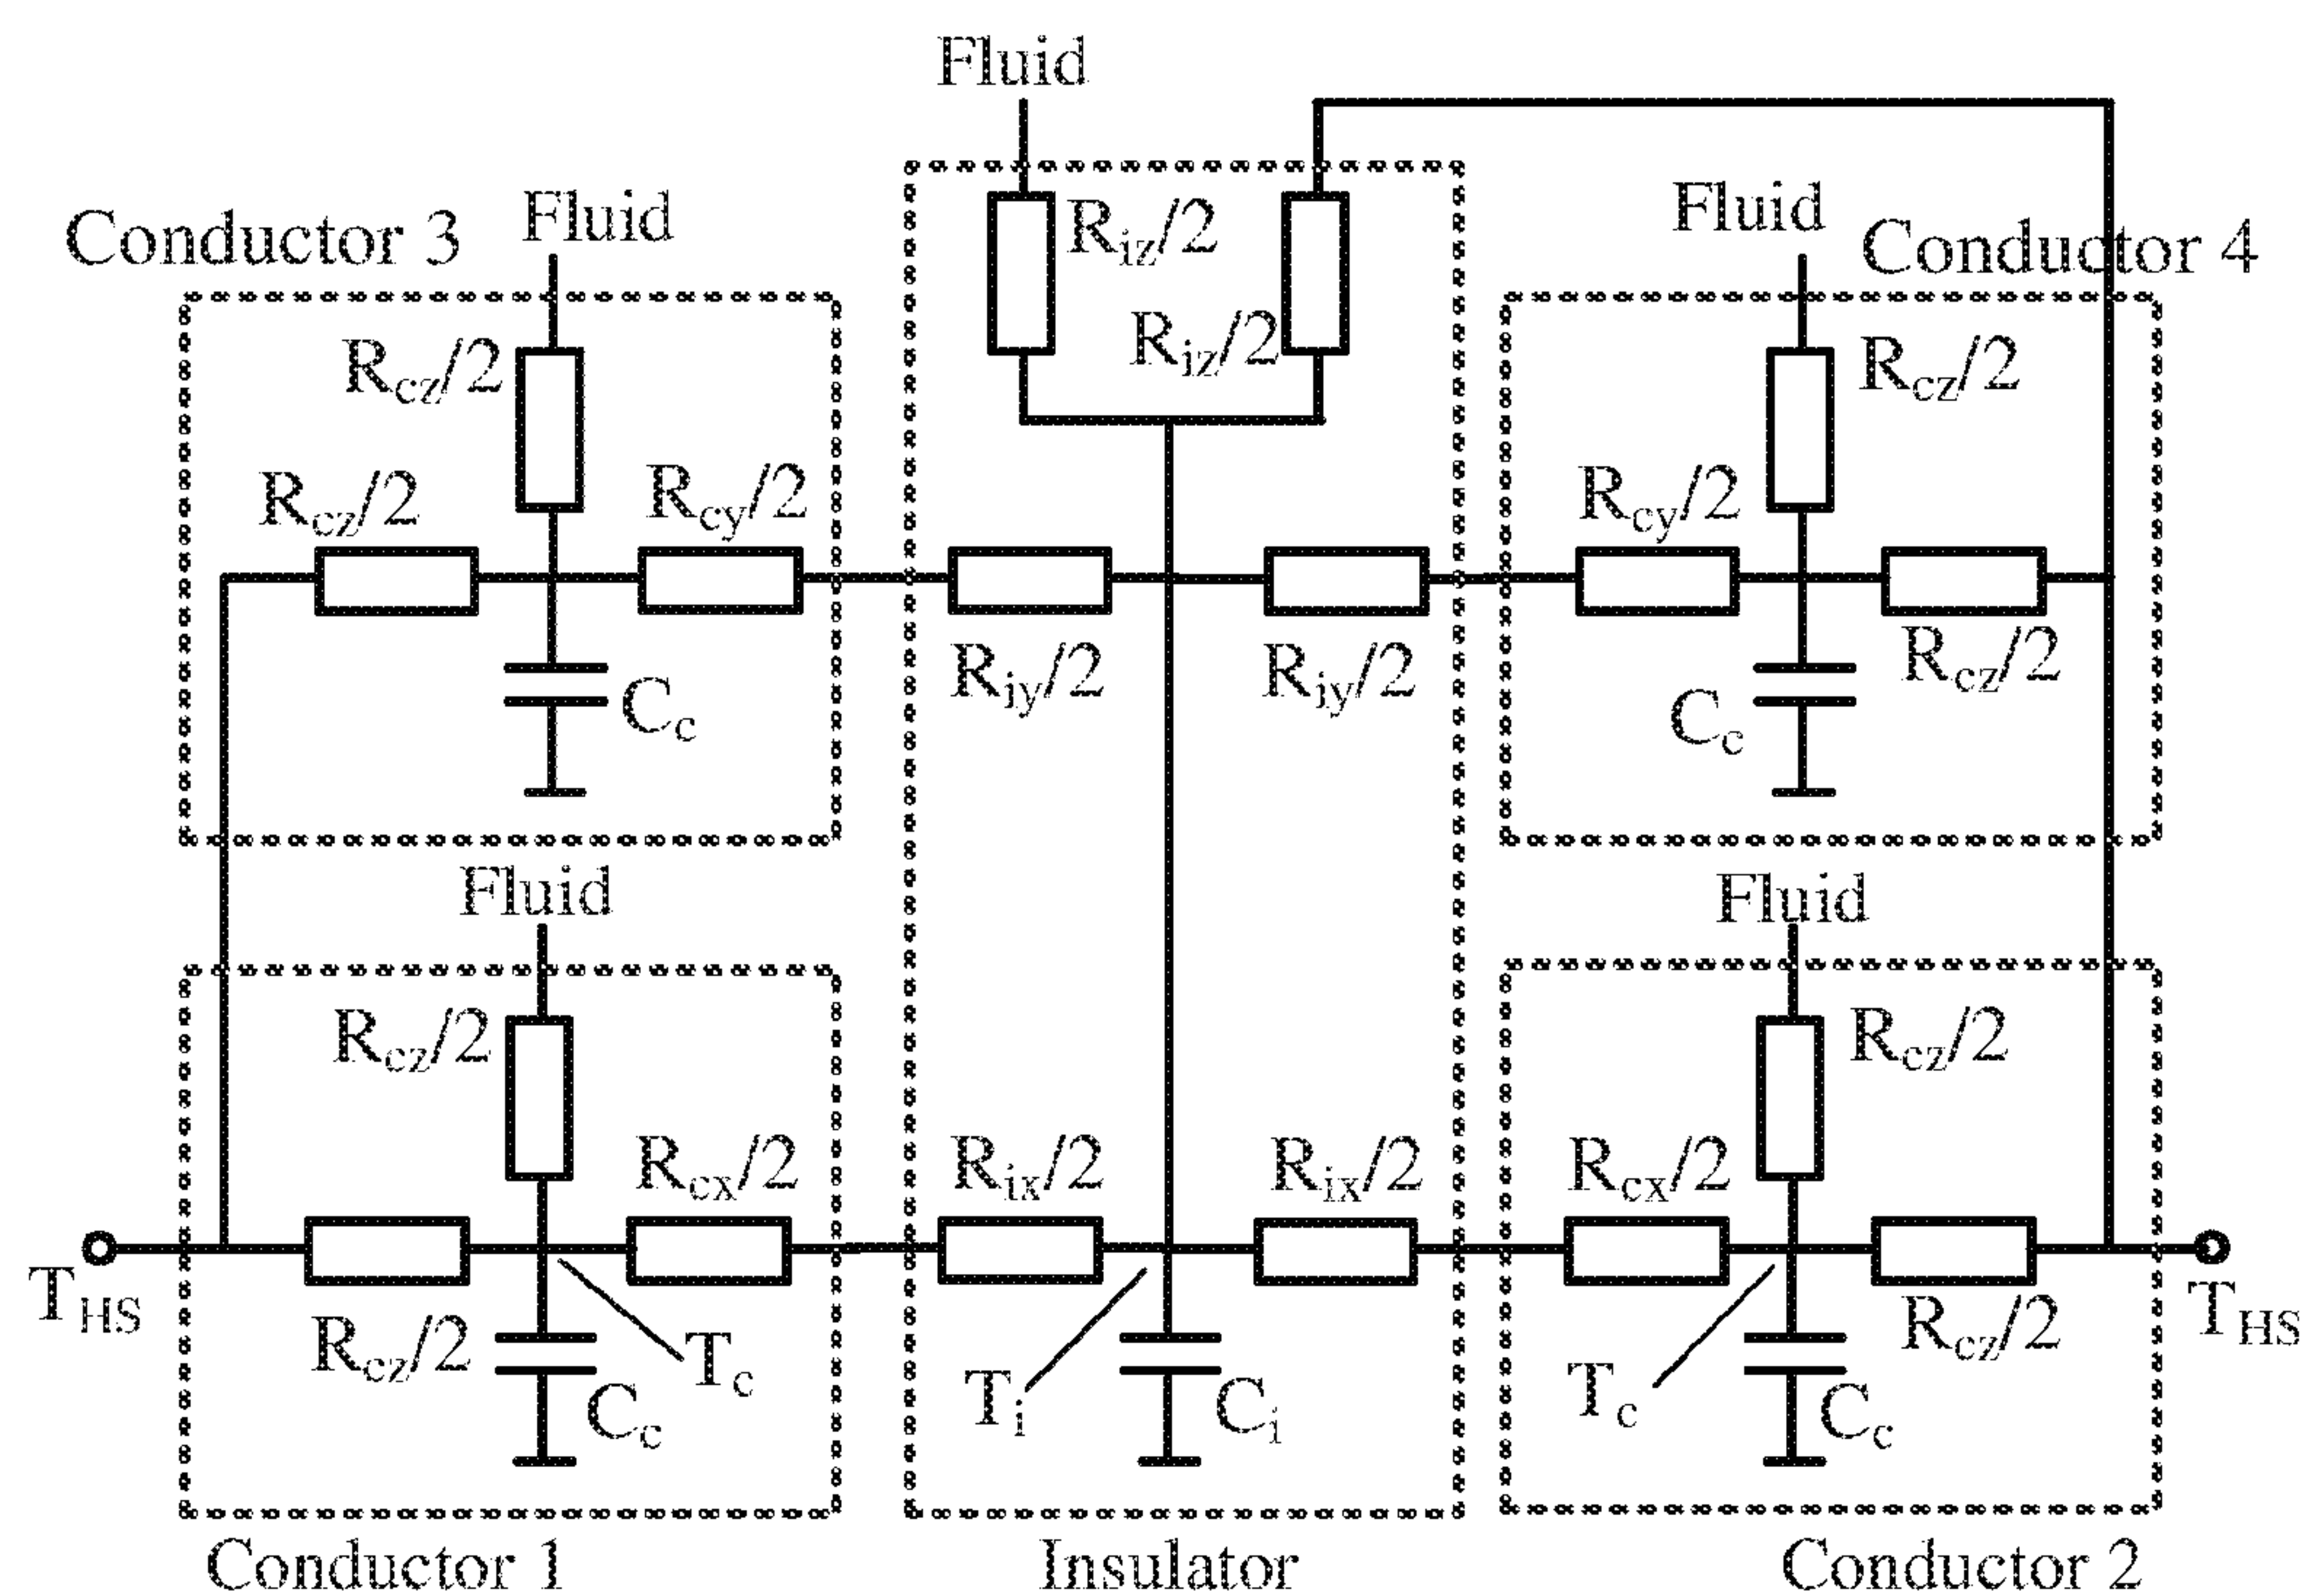 Fluid
Conductor 3
Fluid
R_iz/2
Fluid
Conductor 4
R_iz/2
R_cz/2
R_cz/2
R_cz/2
R_cy/2
R_cy/2
R_iy/2
R_iy/2
R_cz/2
C_c
C_c
Fluid
Fluid
R_cz/2
R_cz/2
R_cx/2
R_ix/2
R_ix/2
R_cx/2
T_HS
R_cz/2
T_c
T_i
C_c
C_i
T_c
C_c
R_cz/2
T_HS
Conductor 1
Insulator
Conductor 2